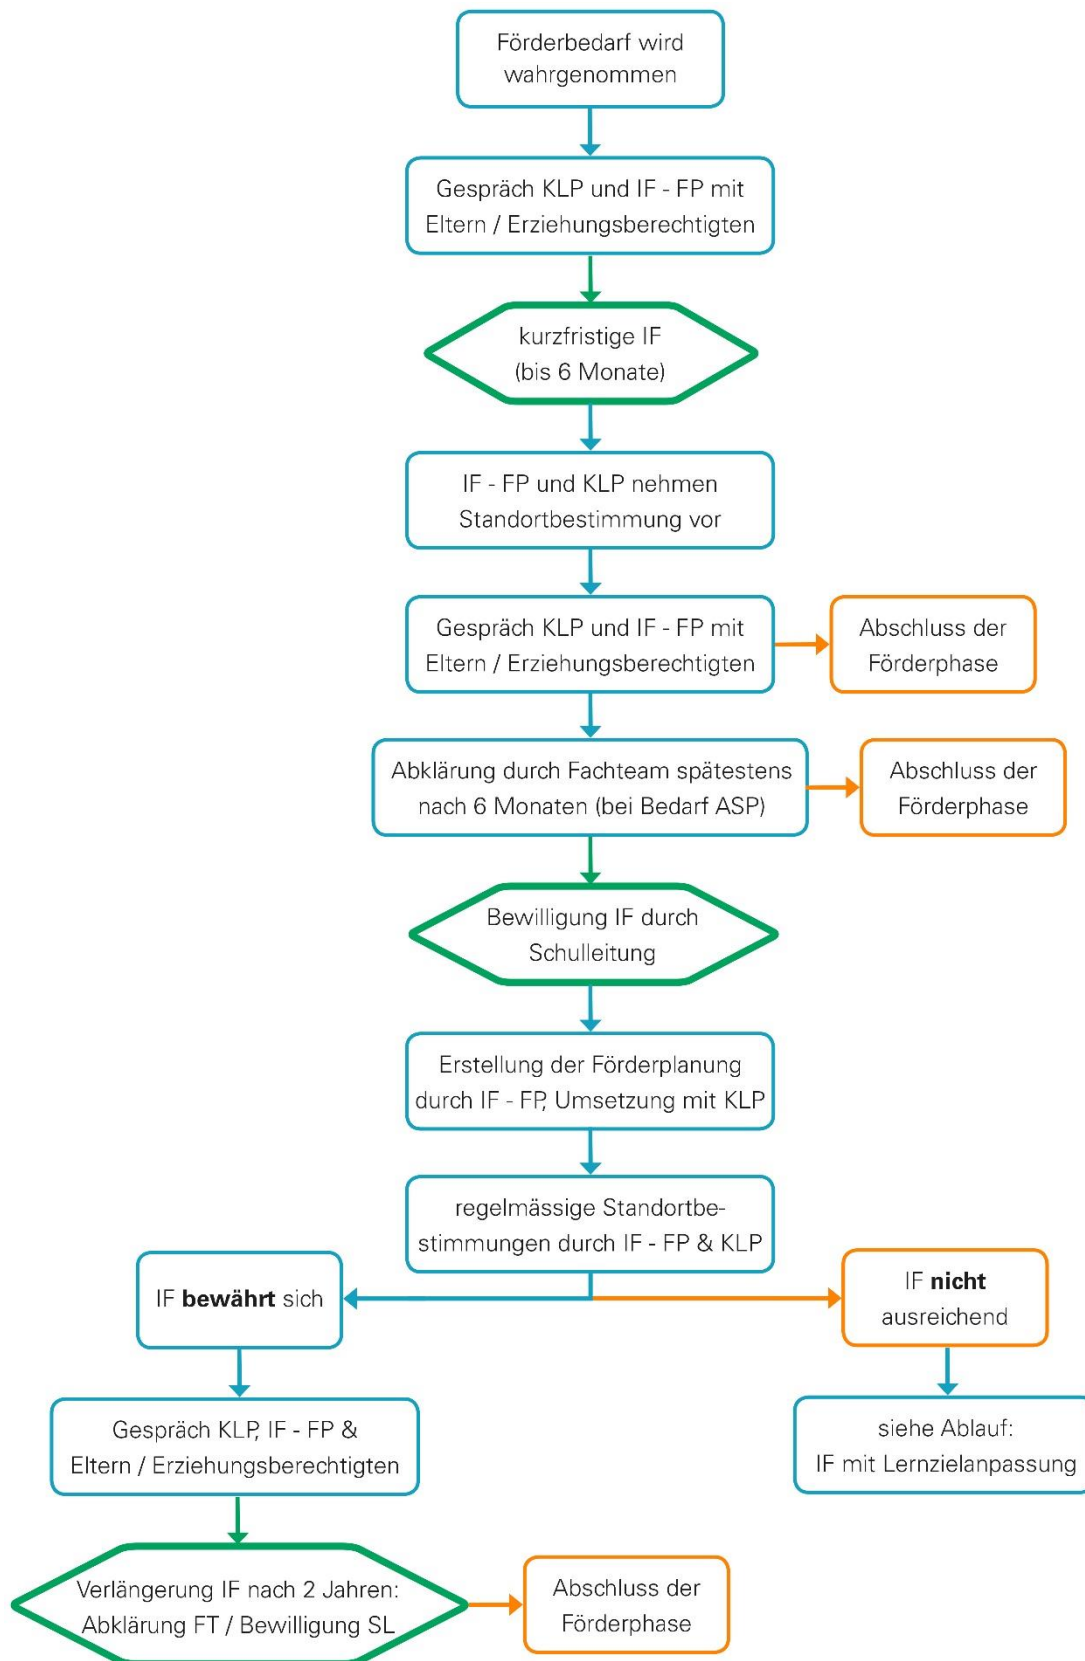 Förderbedarf wird
wahrgenommen
Gespräch KLP und IF - FP mit
Eltern / Erziehungsberechtigten
kurzfristige IF
(bis 6 Monate)
IF - FP und KLP nehmen
Standortbestimmung vor
Gespräch KLP und IF - FP mit
Eltern / Erziehungsberechtigten
Abschluss der
Förderphase
Abklärung durch Fachteam spätestens
nach 6 Monaten (bei Bedarf ASP)
Abschluss der
Förderphase
Bewilligung IF durch
Schulleitung
Erstellung der Förderplanung
durch IF - FP, Umsetzung mit KLP
regelmässige Standortbe-
stimmungen durch IF - FP & KLP
IF bewährt sich
IF nicht
ausreichend
Gespräch KLP, IF - FP &
Eltern / Erziehungsberechtigten
siehe Ablauf:
IF mit Lernzielanpassung
Verlängerung IF nach 2 Jahren:
Abklärung FT / Bewilligung SL
Abschluss der
Förderphase